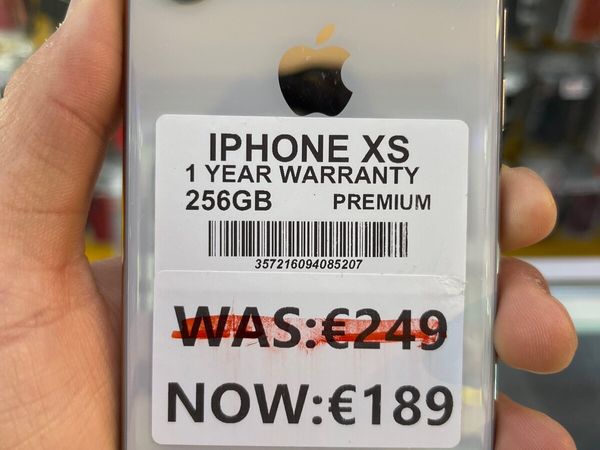 IPHONE XS
1 YEAR WARRANTY
256GB PREMIUM
357216094085207
WAS:€249
NOW:€189